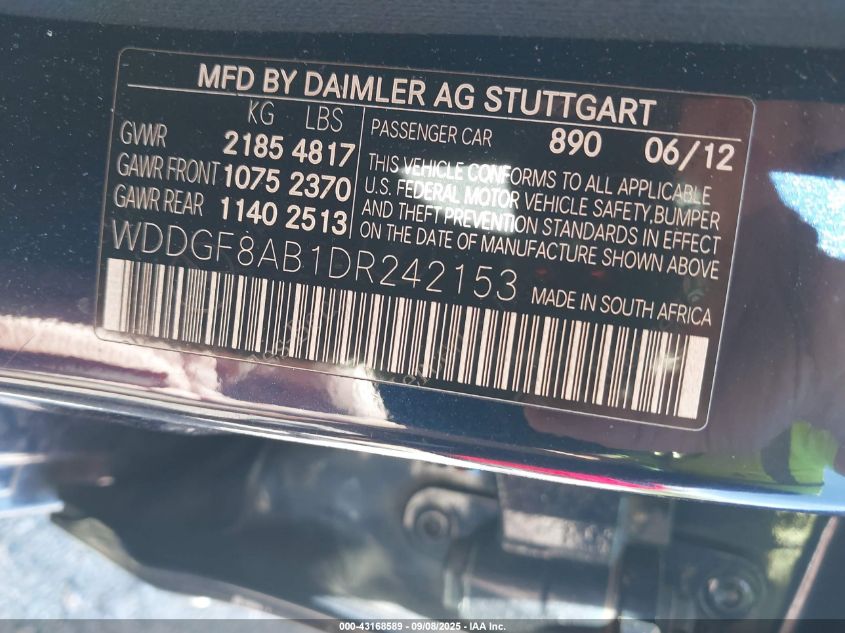 MFD BY DAIMLER AG STUTTGART
KG LBS
GVWR 2185 4817
GAWR FRONT 1075 2370
GAWR REAR 1140 2513
PASSENGER CAR 890 06/12
THIS VEHICLE CONFORMS TO ALL APPLICABLE
U.S. FEDERAL MOTOR VEHICLE SAFETY, BUMPER
AND THEFT PREVENTION STANDARDS IN EFFECT
ON THE DATE OF MANUFACTURE SHOWN ABOVE
WDDGF8AB1DR242153 MADE IN SOUTH AFRICA
000-43168589 - 09/08/2025 - IAA Inc.